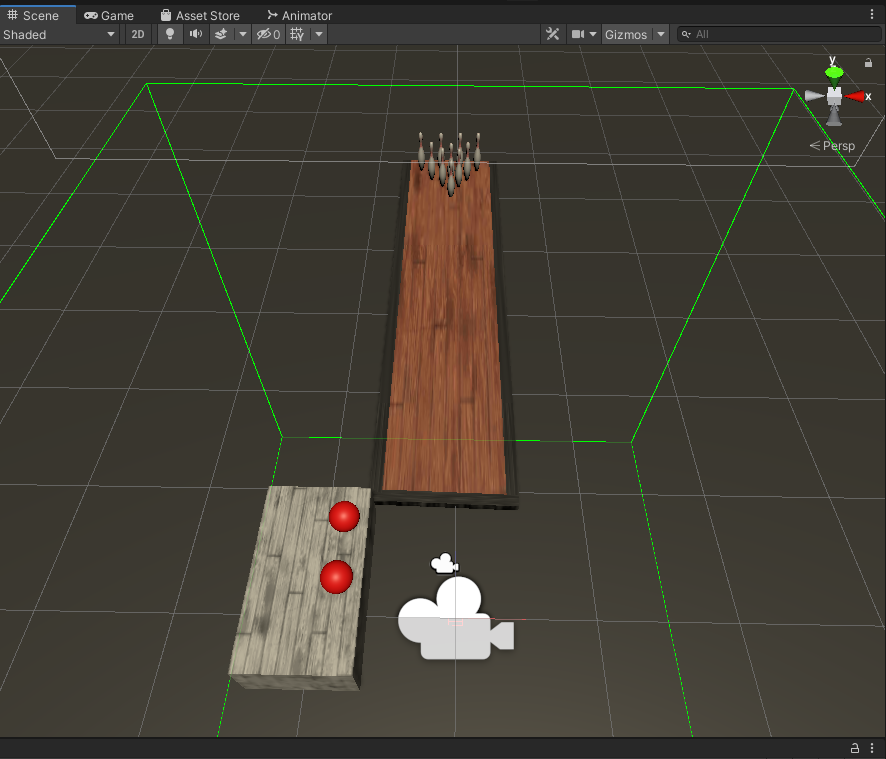 Scene Game Asset Store Animator
Shaded 2D 0 Gizmos All
y
x
Persp